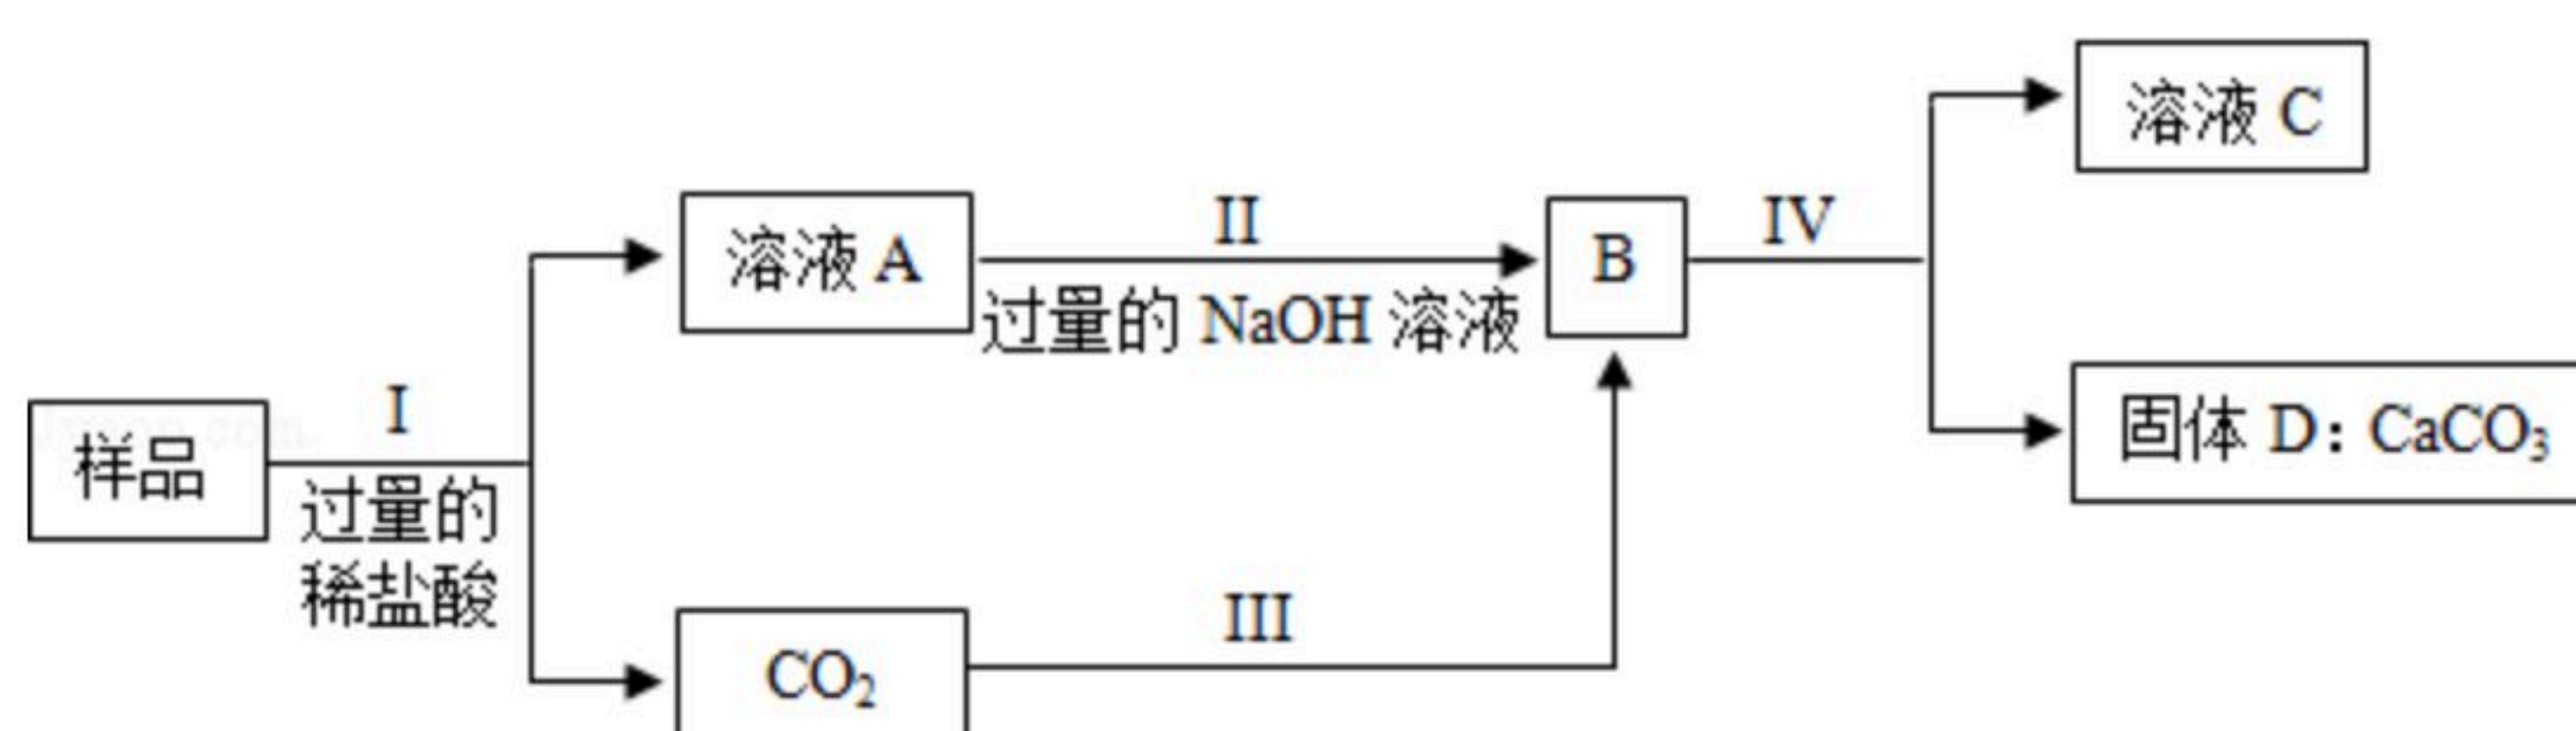 样品
I
过量的
稀盐酸
溶液 A
CO₂
II
过量的 NaOH 溶液
III
B
IV
溶液 C
固体 D：CaCO₃